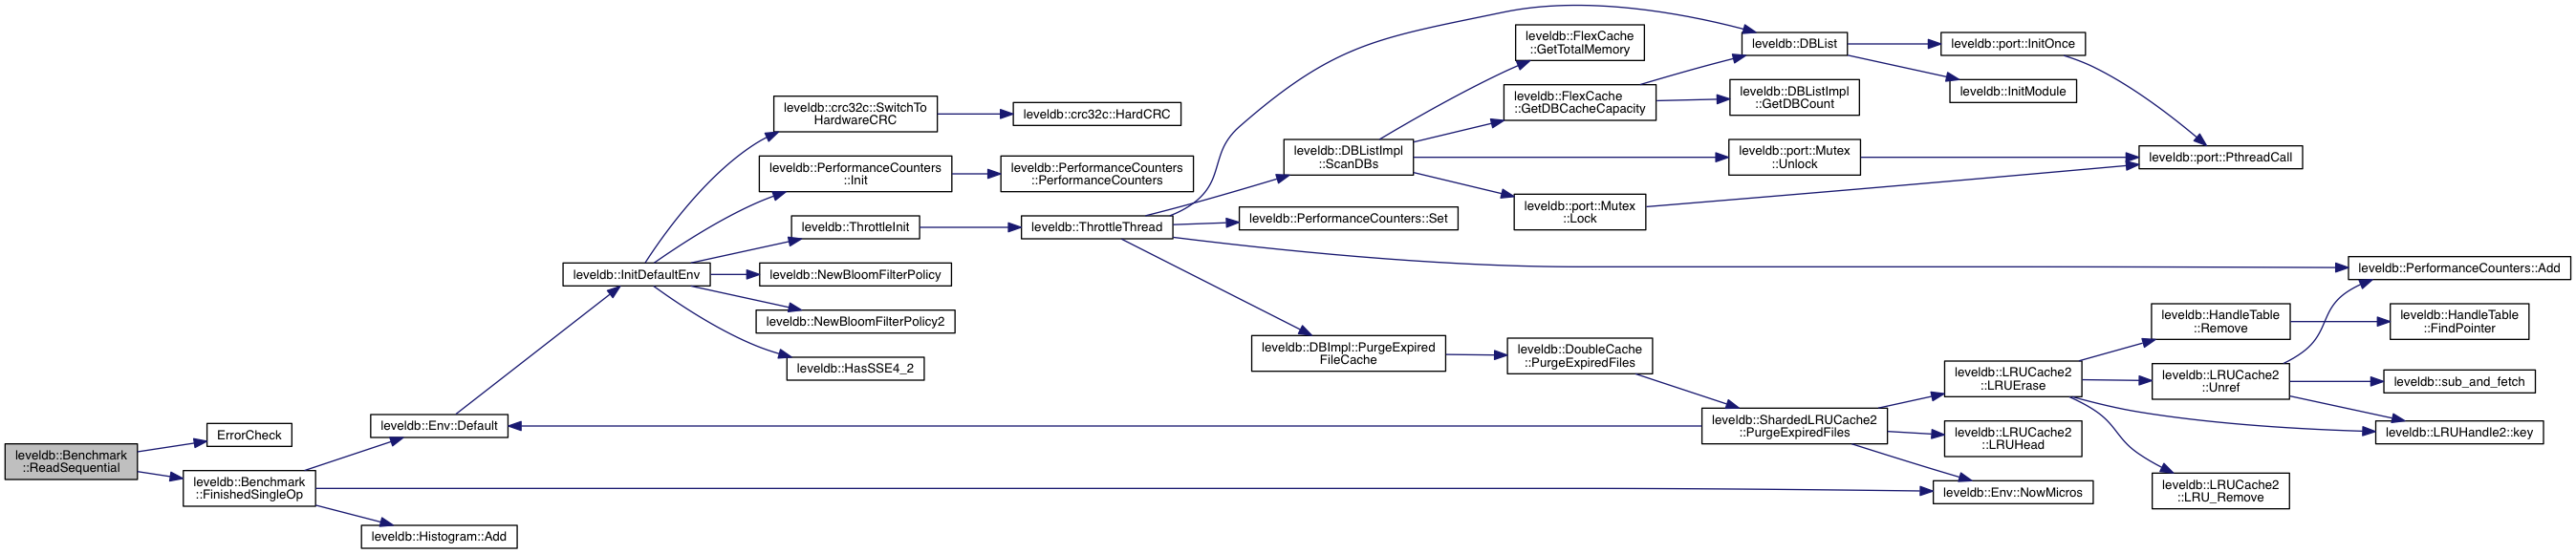 leveldb::Benchmark
::ReadSequential
ErrorCheck
leveldb::Benchmark
::FinishedSingleOp
leveldb::Env::Default
leveldb::Histogram::Add
leveldb::InitDefaultEnv
leveldb::crc32c::SwitchTo
HardwareCRC
leveldb::PerformanceCounters
::Init
leveldb::ThrottleInit
leveldb::NewBloomFilterPolicy
leveldb::NewBloomFilterPolicy2
leveldb::HasSSE4_2
leveldb::crc32c::HardCRC
leveldb::PerformanceCounters
::PerformanceCounters
leveldb::ThrottleThread
leveldb::DBListImpl
::ScanDBs
leveldb::PerformanceCounters::Set
leveldb::DBImpl::PurgeExpired
FileCache
leveldb::FlexCache
::GetTotalMemory
leveldb::FlexCache
::GetDBCacheCapacity
leveldb::port::Mutex
::Lock
leveldb::DoubleCache
::PurgeExpiredFiles
leveldb::DBList
leveldb::DBListImpl
::GetDBCount
leveldb::port::Mutex
::Unlock
leveldb::ShardedLRUCache2
::PurgeExpiredFiles
leveldb::port::InitOnce
leveldb::InitModule
leveldb::LRUCache2
::LRUErase
leveldb::LRUCache2
::LRUHead
leveldb::Env::NowMicros
leveldb::port::PthreadCall
leveldb::HandleTable
::Remove
leveldb::LRUCache2
::Unref
leveldb::LRUCache2
::LRU_Remove
leveldb::PerformanceCounters::Add
leveldb::HandleTable
::FindPointer
leveldb::sub_and_fetch
leveldb::LRUHandle2::key